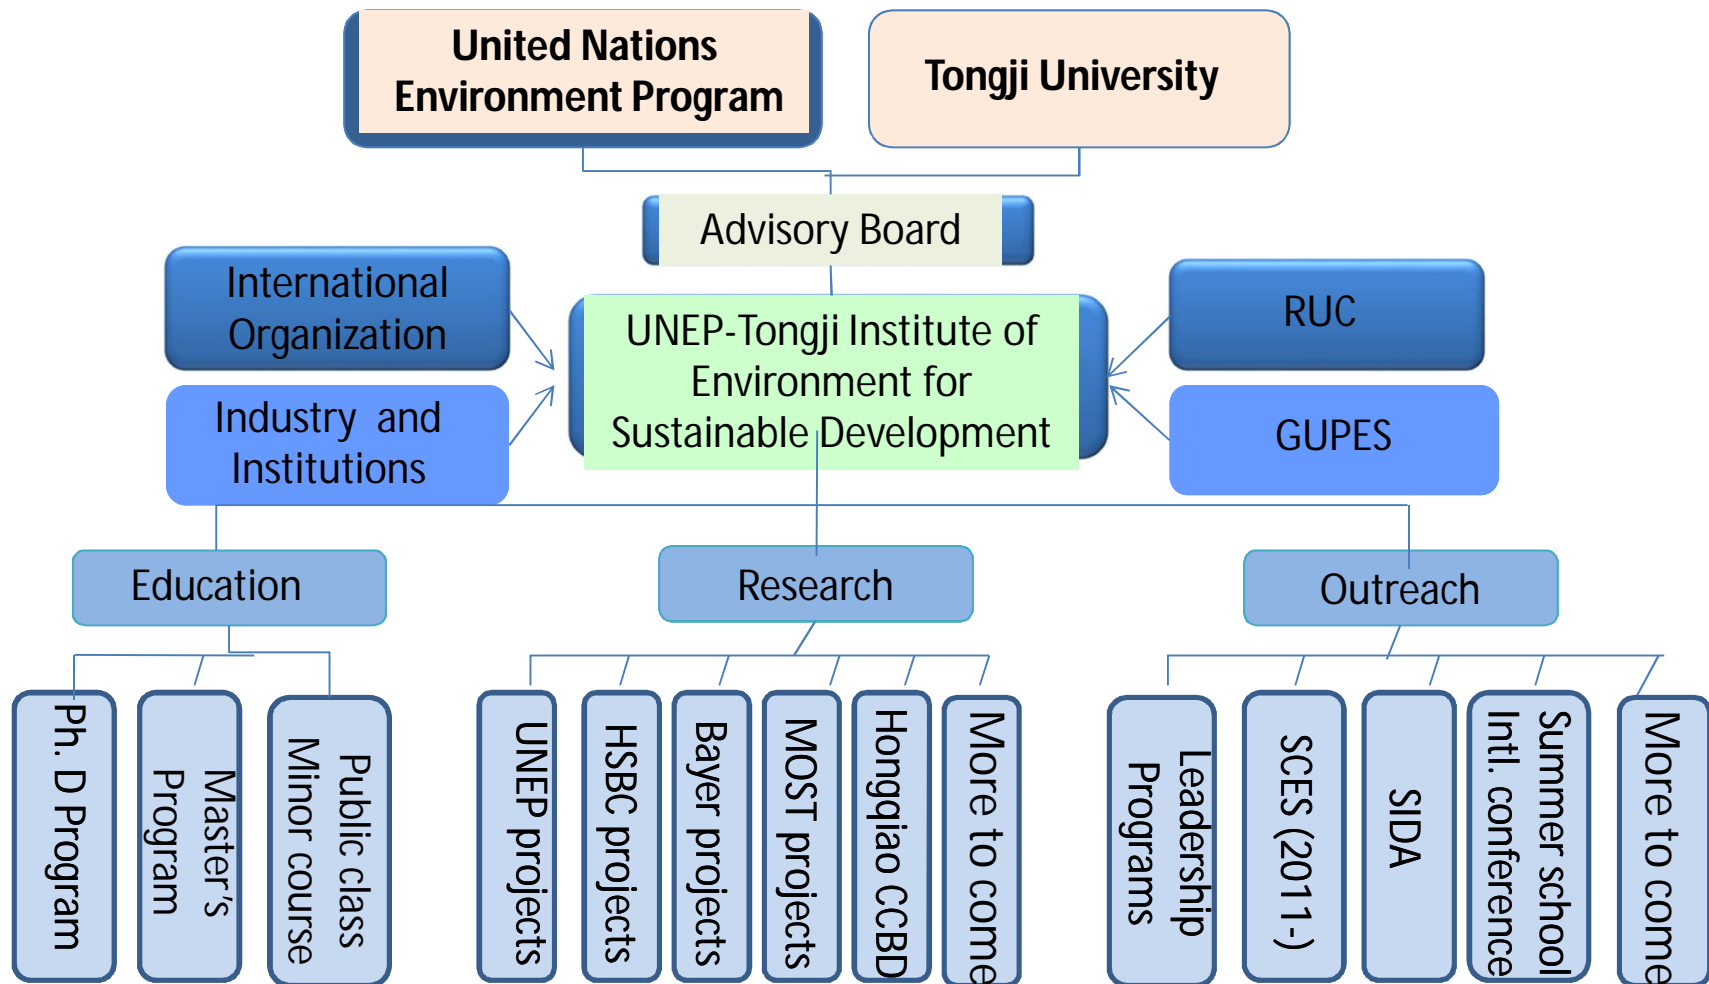 United Nations
Environment Program
Tongji University
Advisory Board
International
Organization
UNEP-Tongji Institute of
Environment for
Sustainable Development
RUC
Industry and
Institutions
GUPES
Education
Research
Outreach
Ph. D Program
Master's
Program
Public class
Minor course
UNEP projects
HSBC projects
Bayer projects
MOST projects
Hongqiao CCBD
More to come
Leadership
Programs
SCES (2011-)
SIDA
Summer school
Intl. conference
More to come